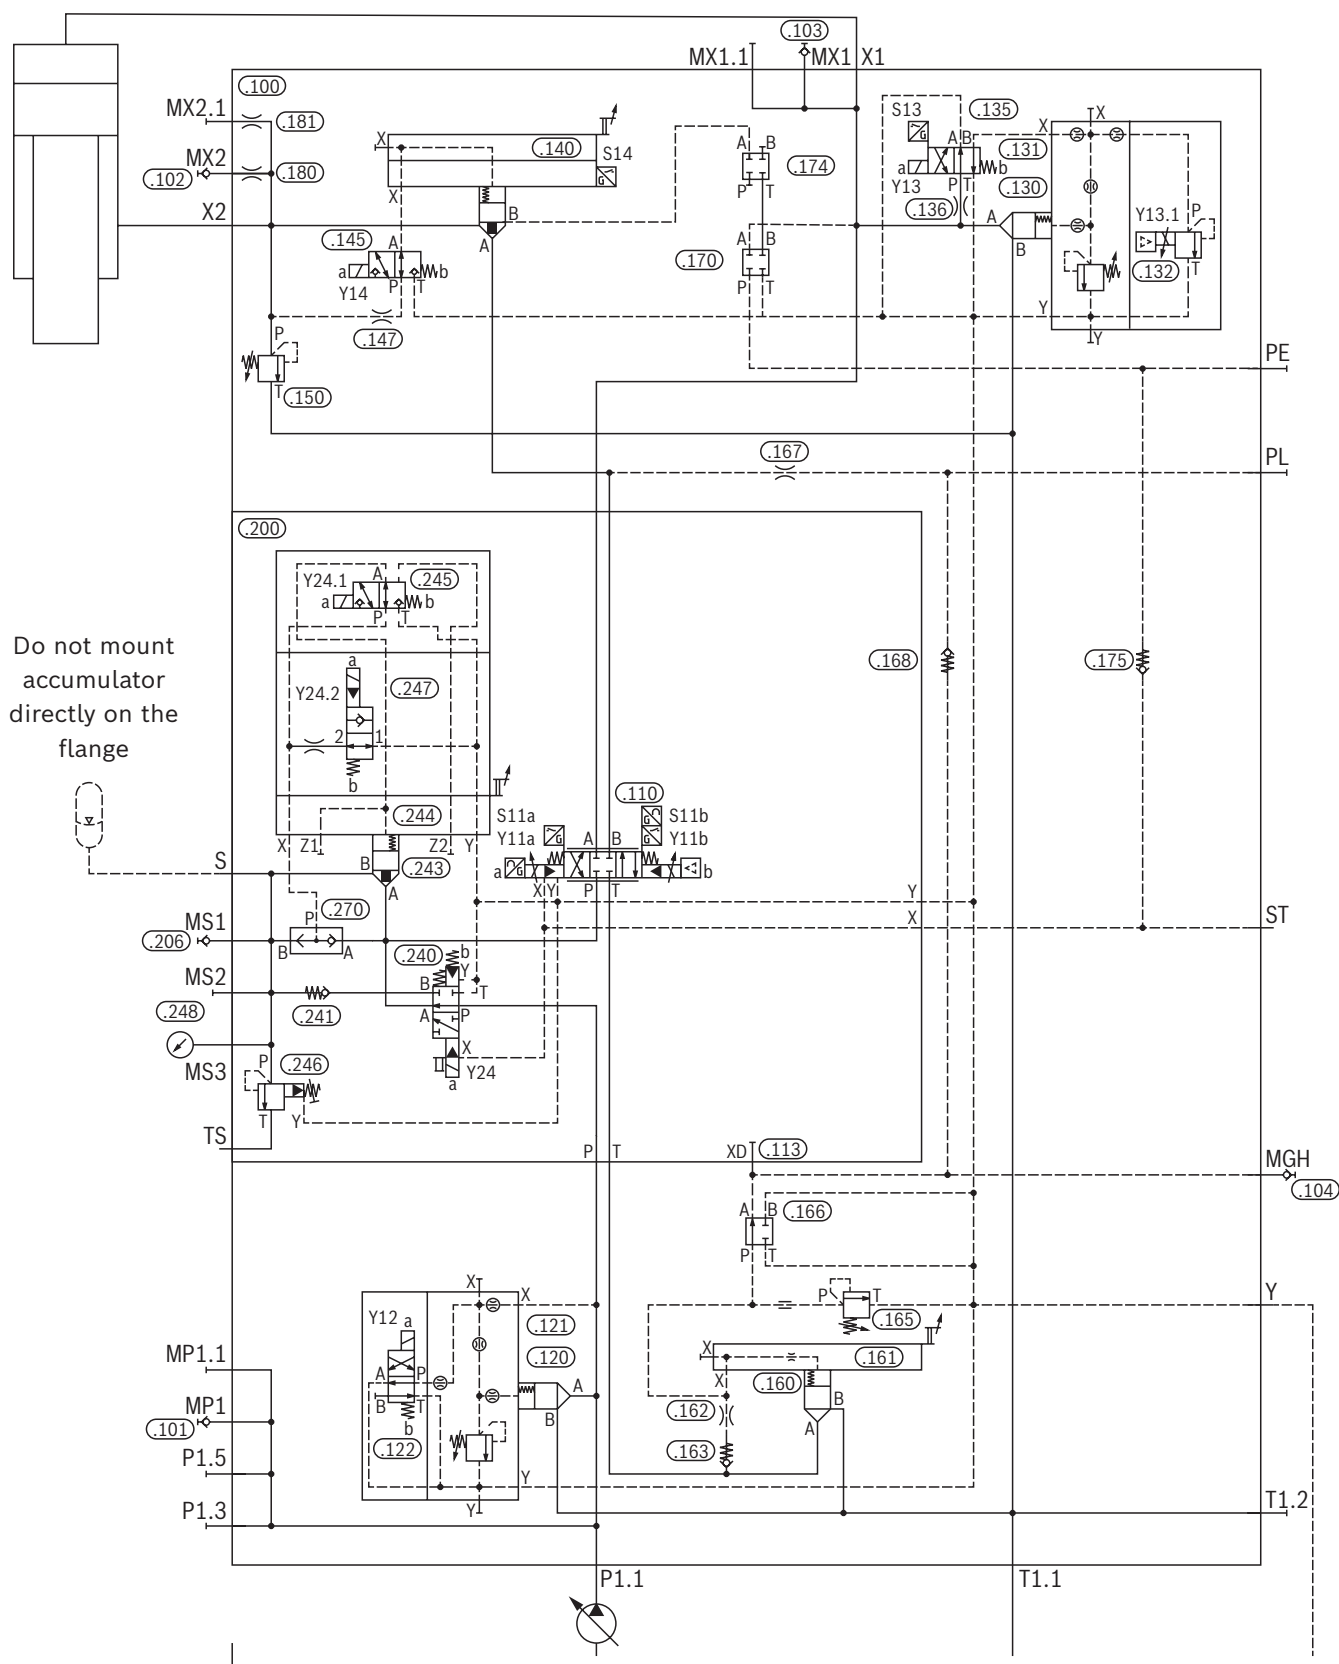 .103
MX1.1 MX1 X1
.100
MX2.1
.181
MX2
.102
.180
X2
X
.140
S14
X
B
A
.145
A
a b
P T
Y14
.147
P
T
.150
A B
.174
P T
A B
.170
P T
S13
.135
A B
a b
Y13
P T
.136
X X
.131
.130
A
B
Y13.1
P
T
.132
Y
Y
PE
.167
PL
.200
Y24.1
A
.245
a b
P T
Do not mount
accumulator
directly on the
flange
a
Y24.2
.247
2 1
b
.244
X Z1 Z2 Y
B
.243
A
S
.168
.175
.110
S11a S11b
Y11a A B Y11b
a b
X Y P T
Y
X
ST
MS1
.206
.270
P
B A
.240
b
Y
B
T
MS2
.241
A P
X
a
Y24
.248
MS3
P
.246
T Y
TS
P T
XD
.113
MGH
.104
A B
.166
P T
P T
.165
Y
X
X
.121
Y12
a
A P
B T
b
.122
.120
A
B
Y
Y
X
.161
X
.160
B
A
.162
.163
MP1.1
MP1
.101
P1.5
P1.3
T1.2
P1.1
T1.1